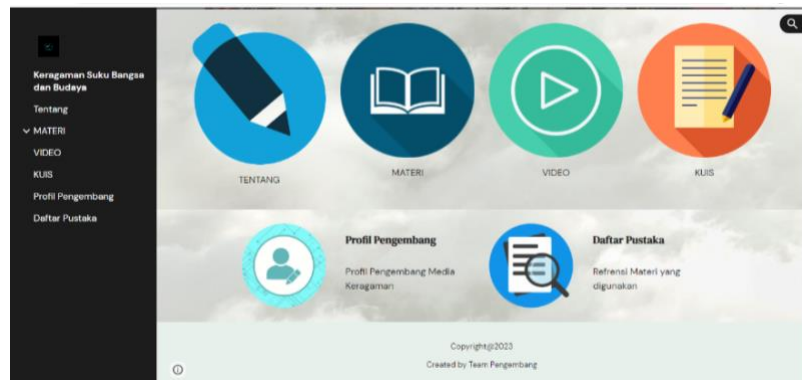 Keragaman Suku Bangsa
dan Budaya
Tentang
MATERI
VIDEO
KUIS
Profil Pengembang
Daftar Pustaka
TENTANG
MATERI
VIDEO
KUIS
Profil Pengembang
Profil Pengembang Media
Keragaman
Daftar Pustaka
Refrensi Materi yang
digunakan
Copyright@2023
Created by Team Pengembang